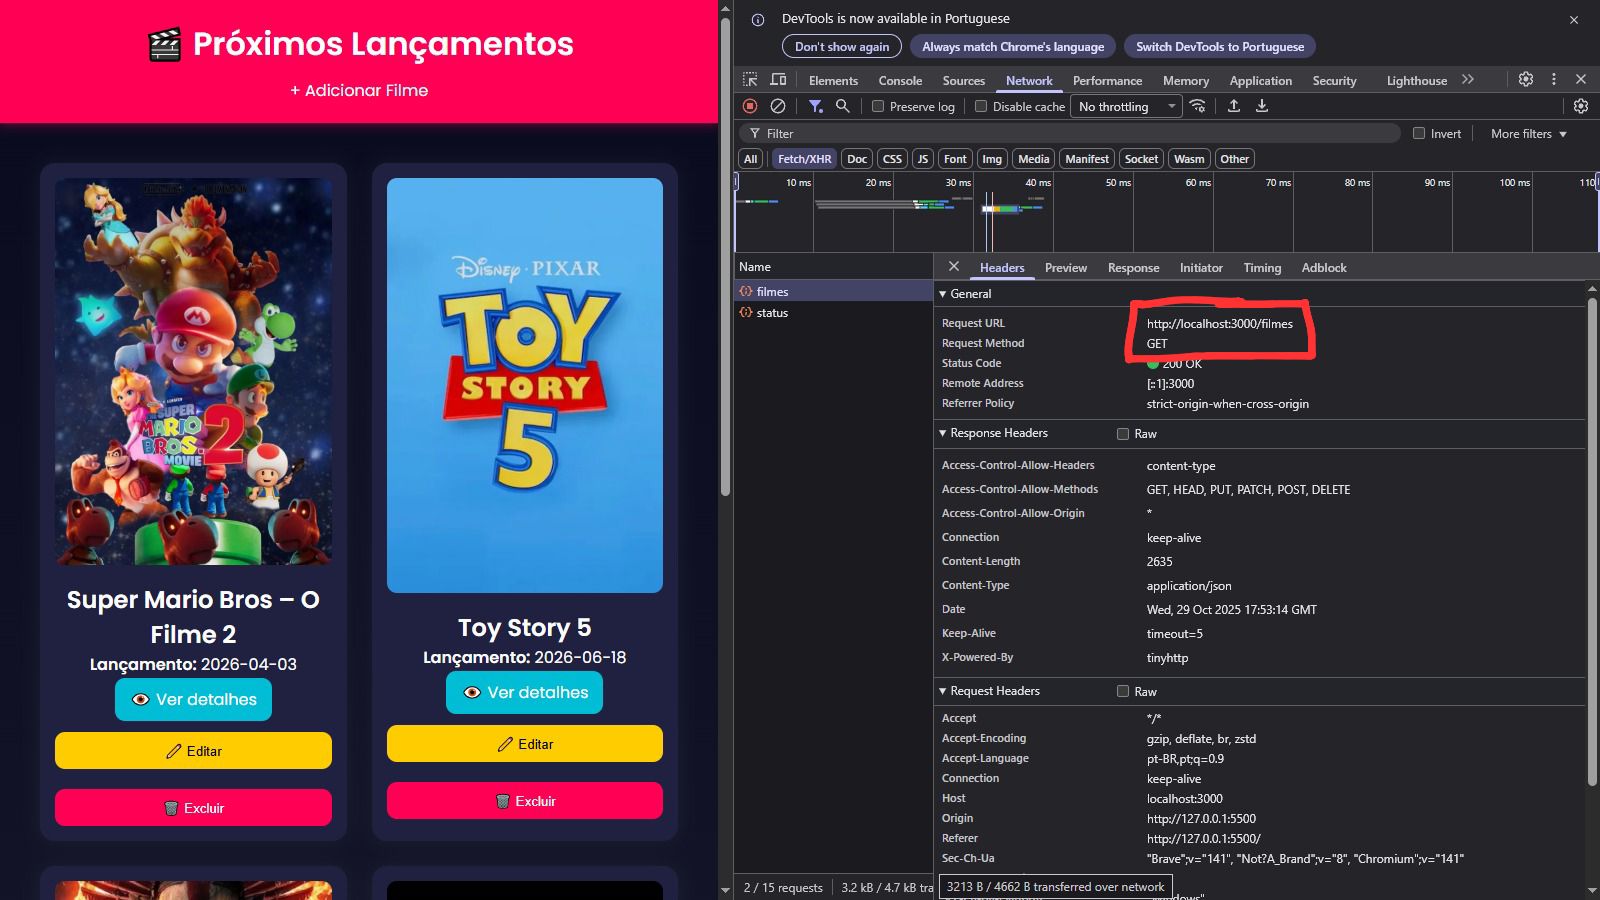 🎬 Próximos Lançamentos
+ Adicionar Filme
THE SUPER
MARIO
BROS. 2
MOVIE
Super Mario Bros – O
Filme 2
Lançamento: 2026-04-03
👁️ Ver detalhes
Editar
Excluir
DISNEY · PIXAR
TOY
STORY
5
Toy Story 5
Lançamento: 2026-06-18
👁️ Ver detalhes
Editar
Excluir
DevTools is now available in Portuguese
Don't show again
Always match Chrome's language
Switch DevTools to Portuguese
Elements Console Sources Network Performance Memory Application Security Lighthouse
Preserve log Disable cache No throttling
Filter Invert More filters
All Fetch/XHR Doc CSS JS Font Img Media Manifest Socket Wasm Other
10 ms 20 ms 30 ms 40 ms 50 ms 60 ms 70 ms 80 ms 90 ms 100 ms 110
Name
filmes
status
Headers Preview Response Initiator Timing Adblock
General
Request URL http://localhost:3000/filmes
Request Method GET
Status Code 200 OK
Remote Address [::1]:3000
Referrer Policy strict-origin-when-cross-origin
Response Headers Raw
Access-Control-Allow-Headers content-type
Access-Control-Allow-Methods GET, HEAD, PUT, PATCH, POST, DELETE
Access-Control-Allow-Origin *
Connection keep-alive
Content-Length 2635
Content-Type application/json
Date Wed, 29 Oct 2025 17:53:14 GMT
Keep-Alive timeout=5
X-Powered-By tinyhttp
Request Headers Raw
Accept */*
Accept-Encoding gzip, deflate, br, zstd
Accept-Language pt-BR,pt;q=0.9
Connection keep-alive
Host localhost:3000
Origin http://127.0.0.1:5500
Referer http://127.0.0.1:5500/
Sec-Ch-Ua "Brave";v="141", "Not?A_Brand";v="8", "Chromium";v="141"
2 / 15 requests 3.2 kB / 4.7 kB tra
3213 B / 4662 B transferred over network